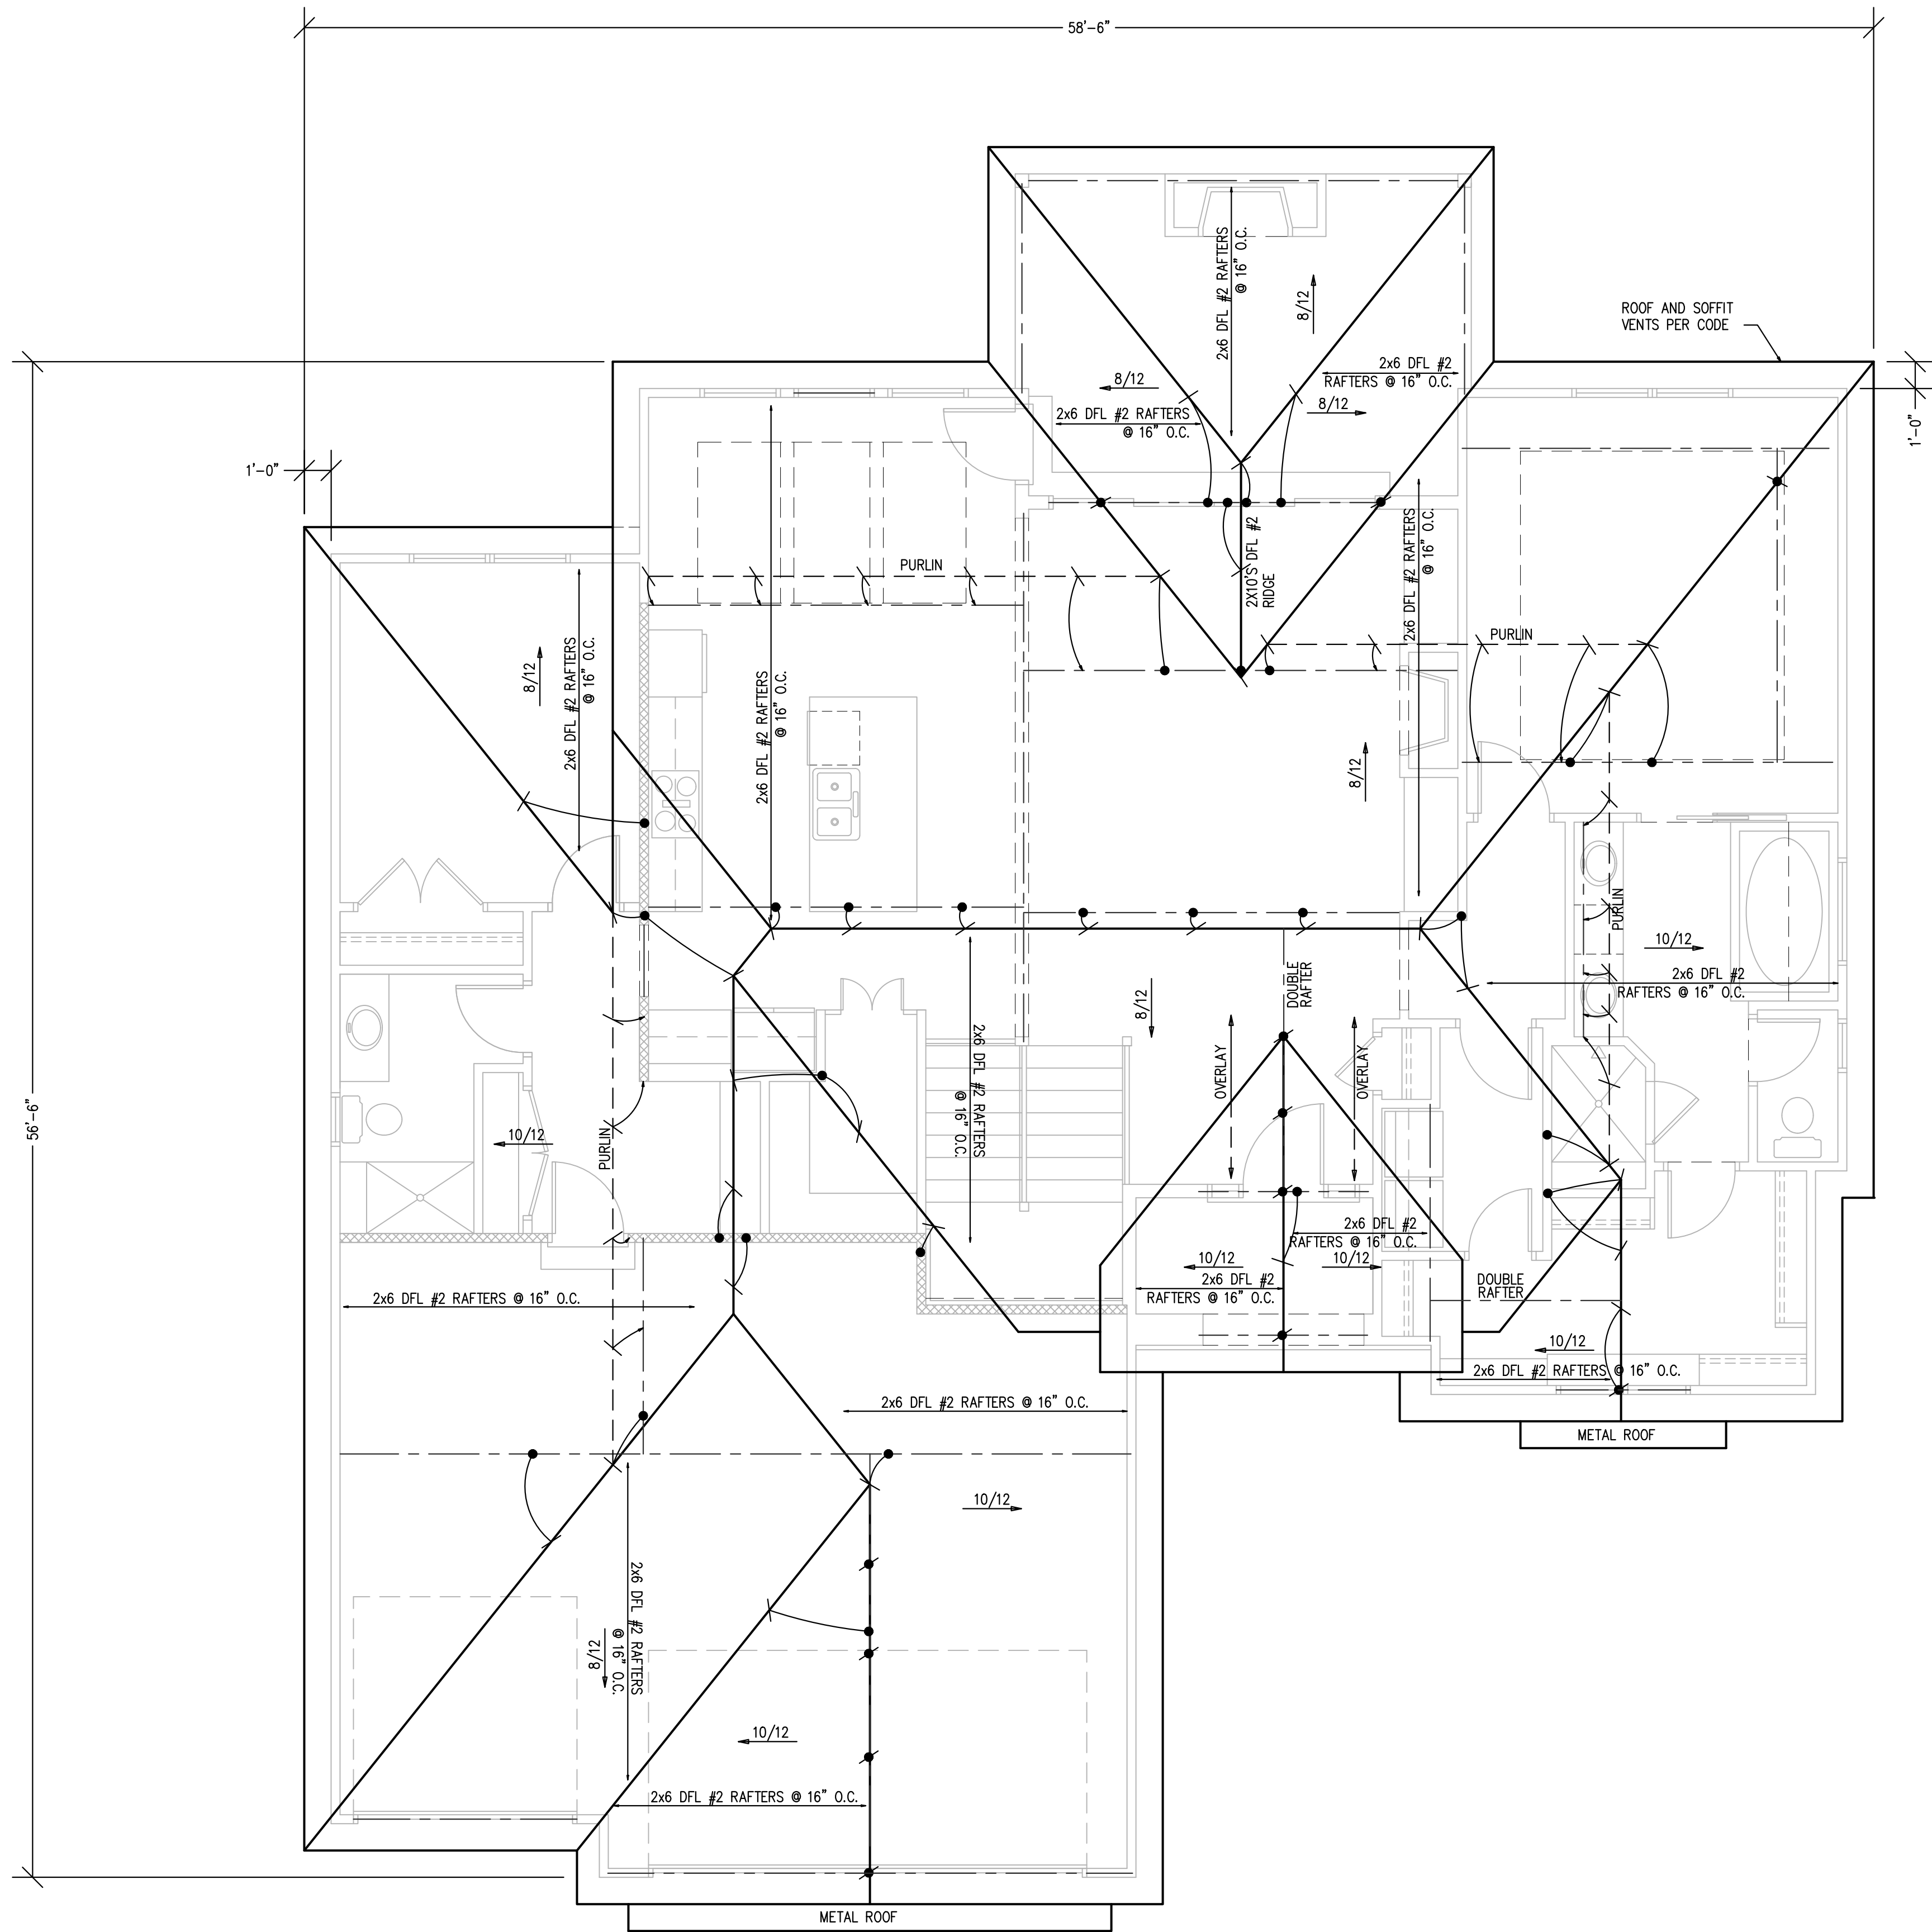 58'-6"
ROOF AND SOFFIT
VENTS PER CODE
2x6 DFL #2 RAFTERS
@ 16" O.C.
8/12
2x6 DFL #2
RAFTERS @ 16" O.C.
8/12
8/12
2x6 DFL #2 RAFTERS
@ 16" O.C.
1'-0"
1'-0"
2X10'S DFL #2
RIDGE
2x6 DFL #2 RAFTERS
@ 16" O.C.
PURLIN
PURLIN
8/12
2x6 DFL #2 RAFTERS
@ 16" O.C.
2x6 DFL #2 RAFTERS
@ 16" O.C.
8/12
PURLIN
10/12
2x6 DFL #2
RAFTERS @ 16" O.C.
DOUBLE
RAFTER
8/12
2x6 DFL #2 RAFTERS
@ 16" O.C.
OVERLAY
OVERLAY
56'-6"
10/12
PURLIN
2x6 DFL #2
RAFTERS @ 16" O.C.
10/12
10/12
2x6 DFL #2
RAFTERS @ 16" O.C.
DOUBLE
RAFTER
2x6 DFL #2 RAFTERS @ 16" O.C.
10/12
2x6 DFL #2 RAFTERS @ 16" O.C.
2x6 DFL #2 RAFTERS @ 16" O.C.
METAL ROOF
10/12
2x6 DFL #2 RAFTERS
@ 16" O.C.
8/12
10/12
2x6 DFL #2 RAFTERS @ 16" O.C.
METAL ROOF